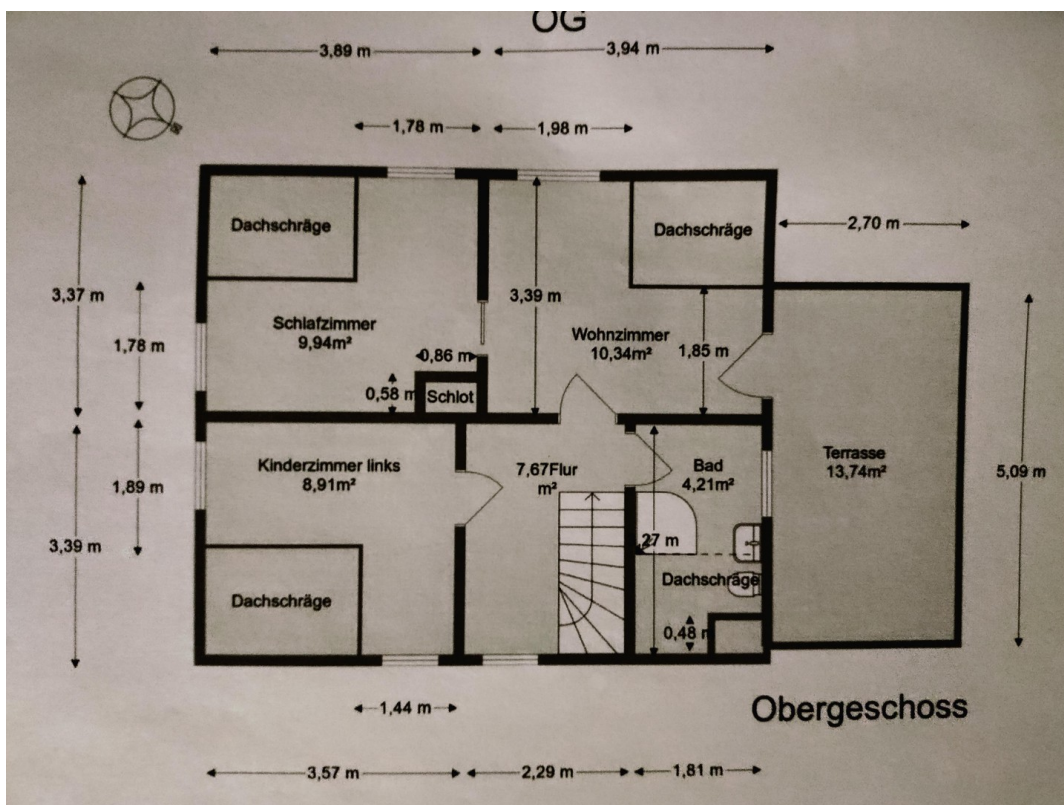 OG
3,89 m
3,94 m
1,78 m
1,98 m
Dachschräge
Dachschräge
2,70 m
3,37 m
3,39 m
1,78 m
Schlafzimmer
9,94m²
Wohnzimmer
10,34m²
1,85 m
0,86 m
0,58 m
Schlot
Kinderzimmer links
8,91m²
7,67Flur
m²
Bad
4,21m²
Terrasse
13,74m²
5,09 m
1,89 m
3,39 m
27 m
Dachschräge
Dachschräge
0,48 m
Obergeschoss
1,44 m
3,57 m
2,29 m
1,81 m